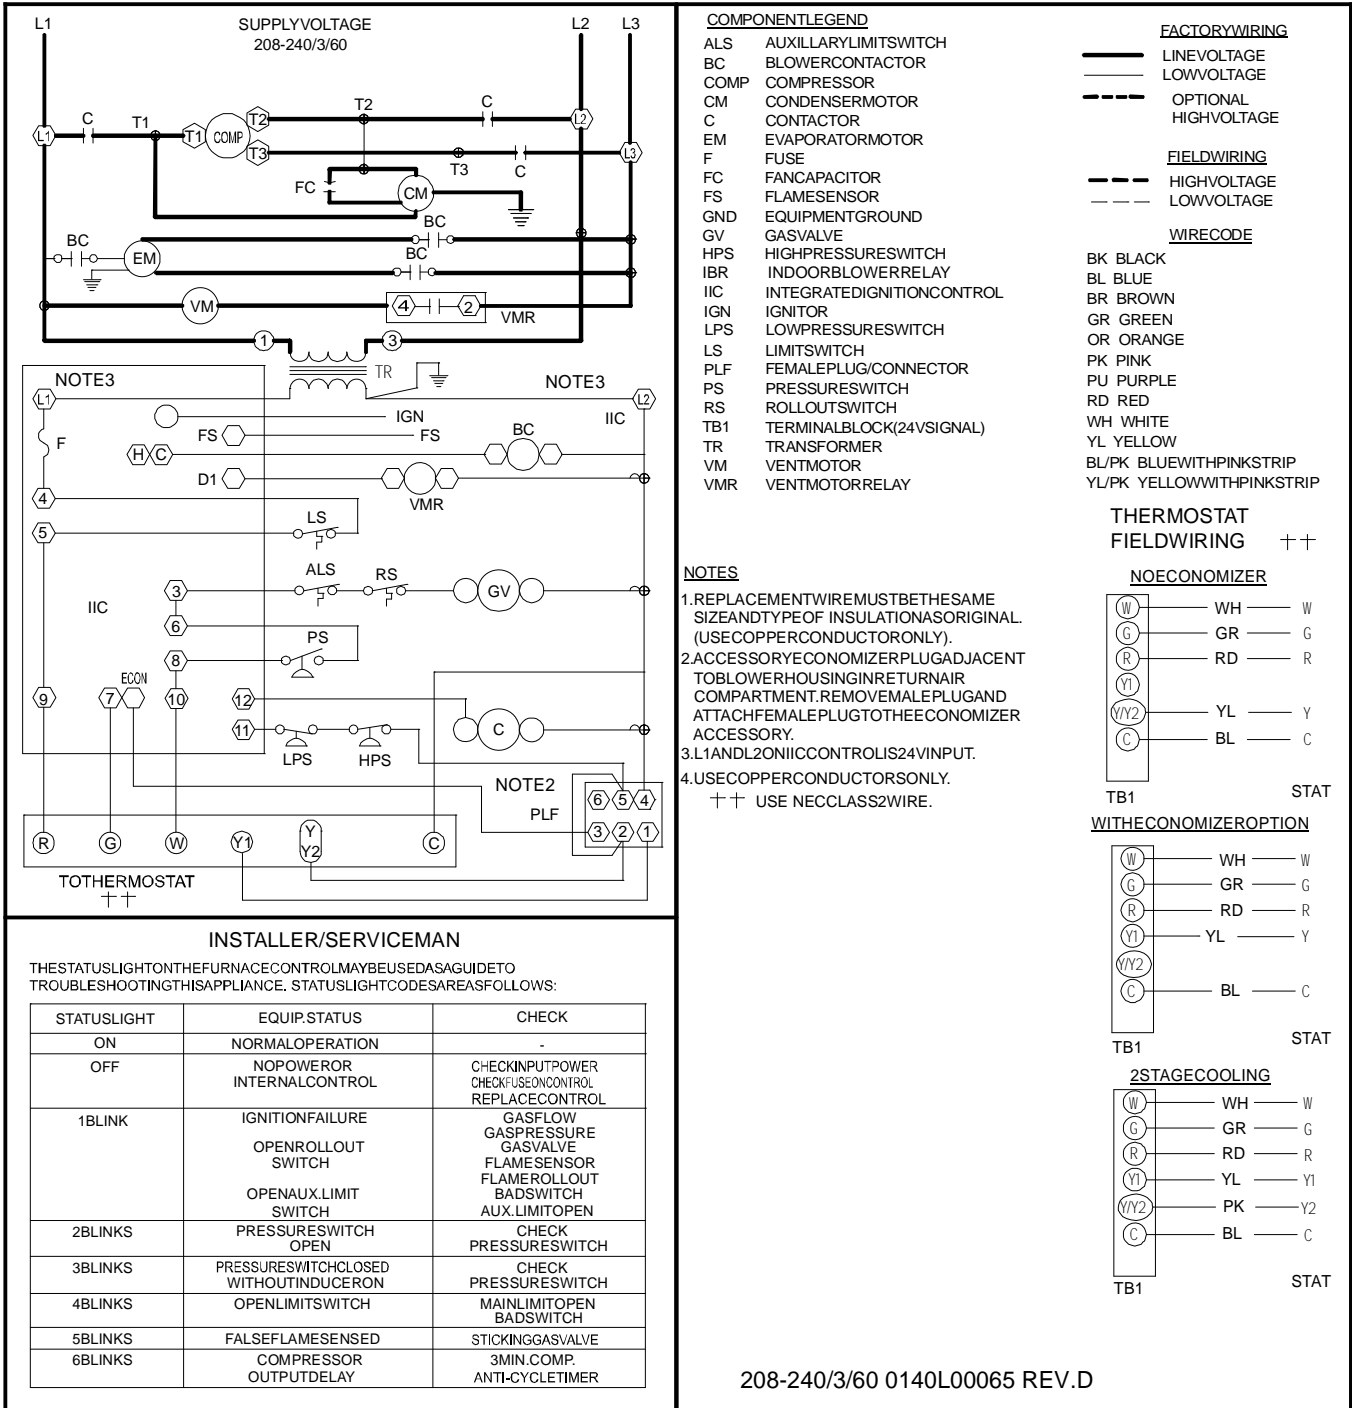 L1
SUPPLYVOLTAGE
208-240/3/60
L2
L3
C
T1
T2
C
L1
T1
COMP
T2
T3
L2
L3
T3
C
FC
CM
BC
BC
EM
BC
VM
4
2
VMR
1
3
TR
NOTE3
NOTE3
L1
L2
IGN
IIC
F
FS
FS
BC
H
C
D1
VMR
4
LS
5
ALS
RS
3
GV
IIC
6
PS
8
ECON
9
7
10
12
11
C
LPS
HPS
NOTE2
PLF
6
5
4
3
2
1
R
G
W
Y1
Y
Y2
C
TOTHERMOSTAT
++
COMPONENTLEGEND
ALS AUXILLARYLIMITSWITCH
BC BLOWERCONTACTOR
COMP COMPRESSOR
CM CONDENSERMOTOR
C CONTACTOR
EM EVAPORATORMOTOR
F FUSE
FC FANCAPACITOR
FS FLAMESENSOR
GND EQUIPMENTGROUND
GV GASVALVE
HPS HIGHPRESSURESWITCH
IBR INDOORBLOWERRELAY
IIC INTEGRATEDIGNITIONCONTROL
IGN IGNITOR
LPS LOWPRESSURESWITCH
LS LIMITSWITCH
PLF FEMALEPLUG/CONNECTOR
PS PRESSURESWITCH
RS ROLLOUTSWITCH
TB1 TERMINALBLOCK(24VSIGNAL)
TR TRANSFORMER
VM VENTMOTOR
VMR VENTMOTORRELAY
FACTORYWIRING
LINEVOLTAGE
LOWVOLTAGE
OPTIONAL
HIGHVOLTAGE
FIELDWIRING
HIGHVOLTAGE
LOWVOLTAGE
WIRECODE
BK BLACK
BL BLUE
BR BROWN
GR GREEN
OR ORANGE
PK PINK
PU PURPLE
RD RED
WH WHITE
YL YELLOW
BL/PK BLUEWITHPINKSTRIP
YL/PK YELLOWWITHPINKSTRIP
NOTES
1.REPLACEMENTWIREMUSTBETHESAME
SIZEANDTYPEOF INSULATIONASORIGINAL.
(USECOPPERCONDUCTORONLY).
2.ACCESSORYECONOMIZERPLUGADJACENT
TOBLOWERHOUSINGINRETURNAIR
COMPARTMENT.REMOVEMALEPLUGAND
ATTACHFEMALEPLUGTOTHEECONOMIZER
ACCESSORY.
3.L1ANDL2ONIICCONTROLIS24VINPUT.
4.USECOPPERCONDUCTORSONLY.
++ USE NECCLASS2WIRE.
THERMOSTAT
FIELDWIRING ++
NOECONOMIZER
W WH W
G GR G
R RD R
Y1
Y/Y2 YL Y
C BL C
TB1 STAT
WITHECONOMIZEROPTION
W WH W
G GR G
R RD R
Y1 YL Y
Y/Y2
C BL C
TB1 STAT
2STAGECOOLING
W WH W
G GR G
R RD R
Y1 YL Y1
Y/Y2 PK Y2
C BL C
TB1 STAT
INSTALLER/SERVICEMAN
THESTATUSLIGHTONTHEFURNACECONTROLMAYBEUSEDASAGUIDETO
TROUBLESHOOTINGTHISAPPLIANCE. STATUSLIGHTCODESAREASFOLLOWS:
STATUSLIGHT EQUIP.STATUS CHECK
ON NORMALOPERATION -
OFF NOPOWEROR CHECKINPUTPOWER
INTERNALCONTROL CHECKFUSEONCONTROL
REPLACECONTROL
1BLINK IGNITIONFAILURE GASFLOW
GASPRESSURE
OPENROLLOUT GASVALVE
SWITCH FLAMESENSOR
FLAMEROLLOUT
OPENAUX.LIMIT BADSWITCH
SWITCH AUX.LIMITOPEN
2BLINKS PRESSURESWITCH CHECK
OPEN PRESSURESWITCH
3BLINKS PRESSURESWITCHCLOSED CHECK
WITHOUTINDUCERON PRESSURESWITCH
4BLINKS OPENLIMITSWITCH MAINLIMITOPEN
BADSWITCH
5BLINKS FALSEFLAMESENSED STICKINGGASVALVE
6BLINKS COMPRESSOR 3MIN.COMP.
OUTPUTDELAY ANTI-CYCLETIMER
208-240/3/60 0140L00065 REV.D